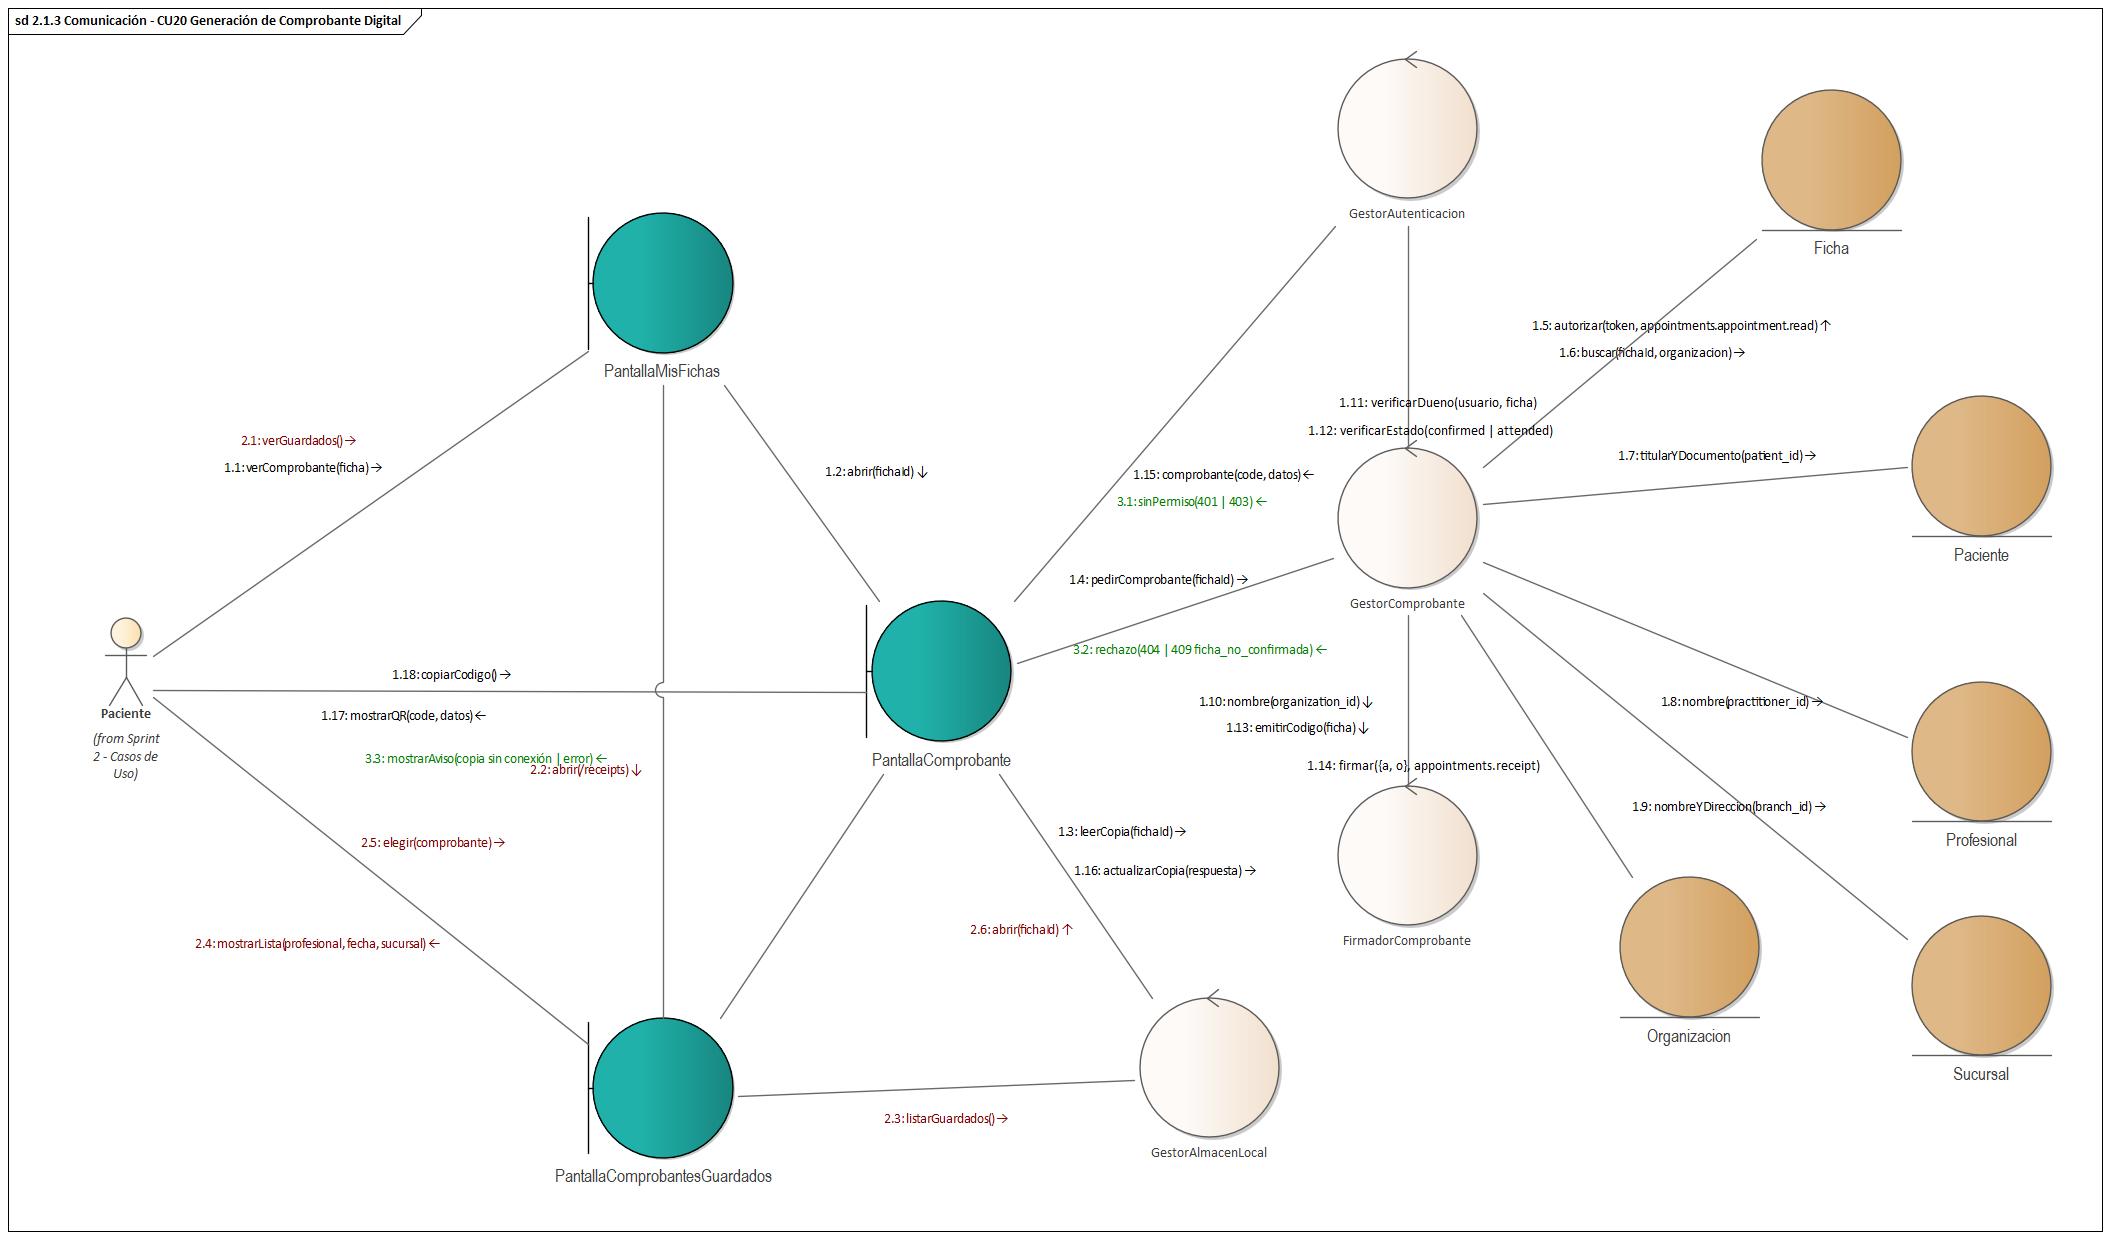 sd 2.1.3 Comunicación - CU20 Generación de Comprobante Digital
GestorAutenticacion
Ficha
1.5: autorizar(token, appointments.appointment.read)
1.6: buscar(fichaId, organizacion)
PantallaMisFichas
1.11: verificarDueno(usuario, ficha)
1.12: verificarEstado(confirmed | attended)
2.1: verGuardados()
1.1: verComprobante(ficha)
1.2: abrir(fichaId)
1.15: comprobante(code, datos)
3.1: sinPermiso(401 | 403)
1.7: titularYDocumento(patient_id)
Paciente
1.4: pedirComprobante(fichaId)
GestorComprobante
3.2: rechazo(404 | 409 ficha_no_confirmada)
1.18: copiarCodigo()
Paciente
(from Sprint
2 - Casos de
Uso)
1.17: mostrarQR(code, datos)
3.3: mostrarAviso(copia sin conexión | error)
2.2: abrir(/receipts)
PantallaComprobante
1.10: nombre(organization_id)
1.13: emitirCodigo(ficha)
1.14: firmar({a, o}, appointments.receipt)
1.8: nombre(practitioner_id)
1.9: nombreYDireccion(branch_id)
Profesional
2.5: elegir(comprobante)
1.3: leerCopia(fichaId)
1.16: actualizarCopia(respuesta)
2.4: mostrarLista(profesional, fecha, sucursal)
2.6: abrir(fichaId)
FirmadorComprobante
Organizacion
Sucursal
2.3: listarGuardados()
GestorAlmacenLocal
PantallaComprobantesGuardados